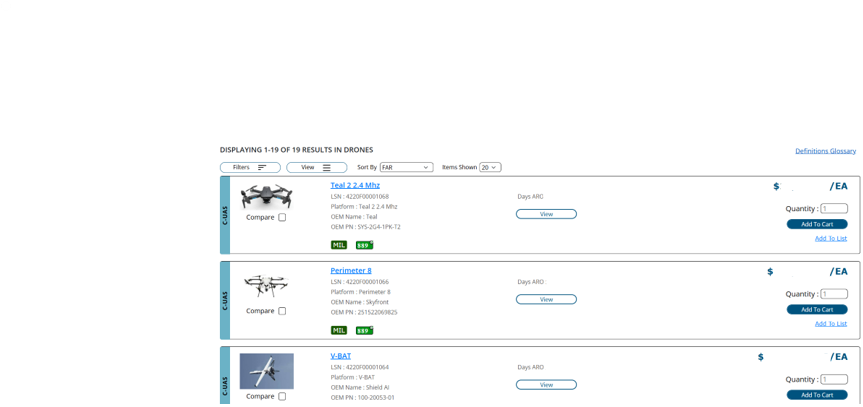 DISPLAYING 1-19 OF 19 RESULTS IN DRONES
Definitions Glossary
Filters
View
Sort By FAR
Items Shown 20
C-UAS
Compare
Teal 2 2.4 Mhz
LSN : 4220F00001068
Platform : Teal 2 2.4 Mhz
OEM Name : Teal
OEM PN : SYS-2GA-1PK-T2
MIL 889
Days ARO
View
$ /EA
Quantity : 1
Add To Cart
Add To List
C-UAS
Compare
Perimeter 8
LSN : 4220F00001066
Platform : Perimeter 8
OEM Name : Skyfront
OEM PN : 251522069825
MIL 889
Days ARO
View
$ /EA
Quantity : 1
Add To Cart
Add To List
C-UAS
Compare
V-BAT
LSN : 4220F00001064
Platform : V-BAT
OEM Name : Shield AI
OEM PN : 100-20053-01
Days ARO
View
$ /EA
Quantity : 1
Add To Cart